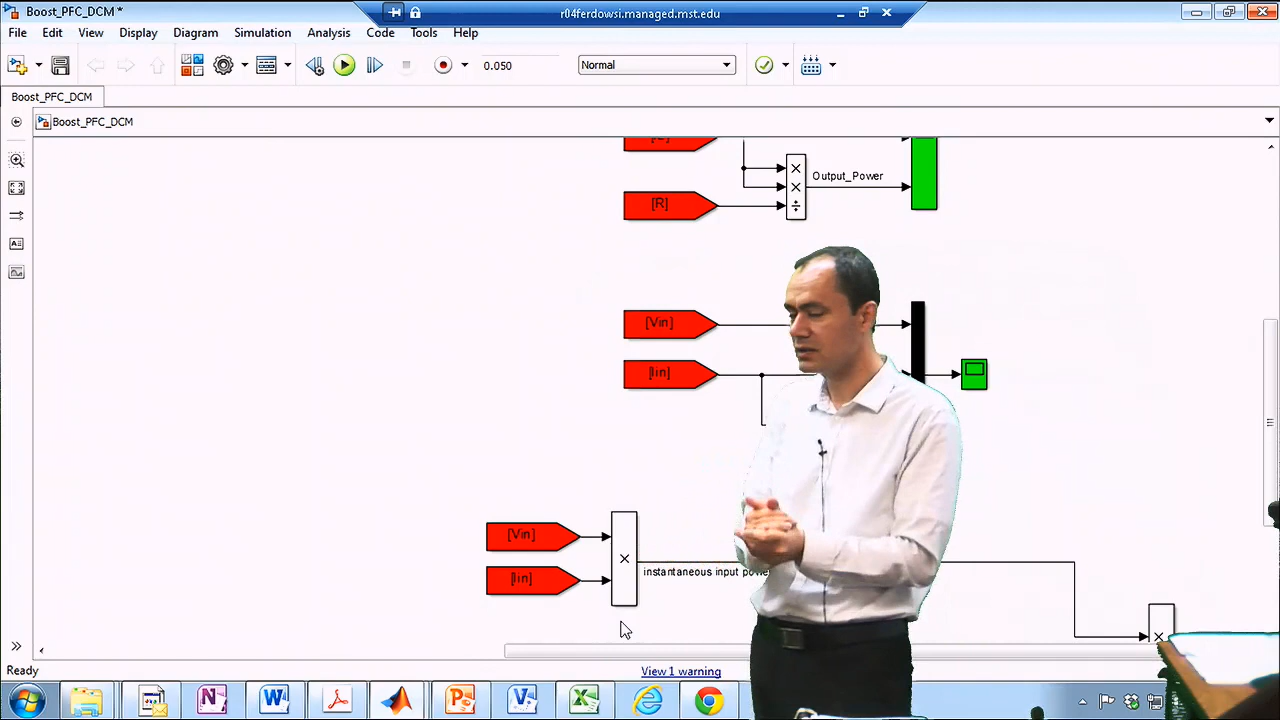 Boost_PFC_DCM *
r04ferdowsi.managed.mst.edu
File Edit View Display Diagram Simulation Analysis Code Tools Help
0.050
Normal
Boost_PFC_DCM
Boost_PFC_DCM
Output_Power
[R]
[Vin]
[Iin]
[Vin]
[Iin]
instantaneous input power
Ready
View 1 warning